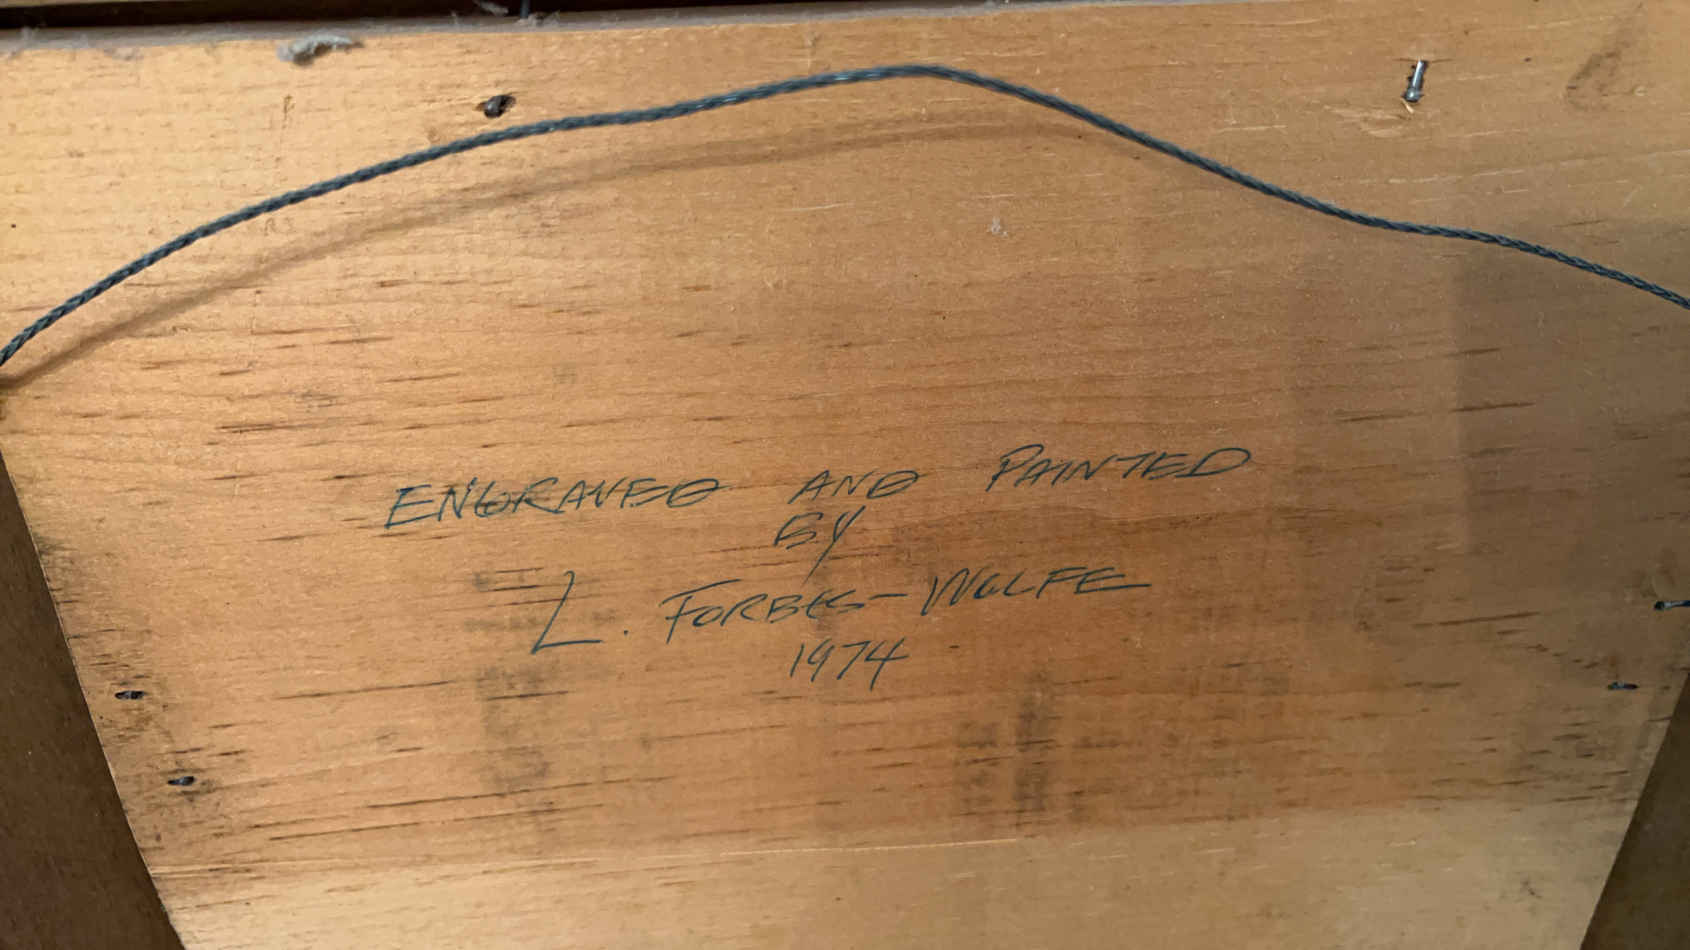 ENGRAVED AND PAINTED
BY
L. FORBES-WOLFE
1974